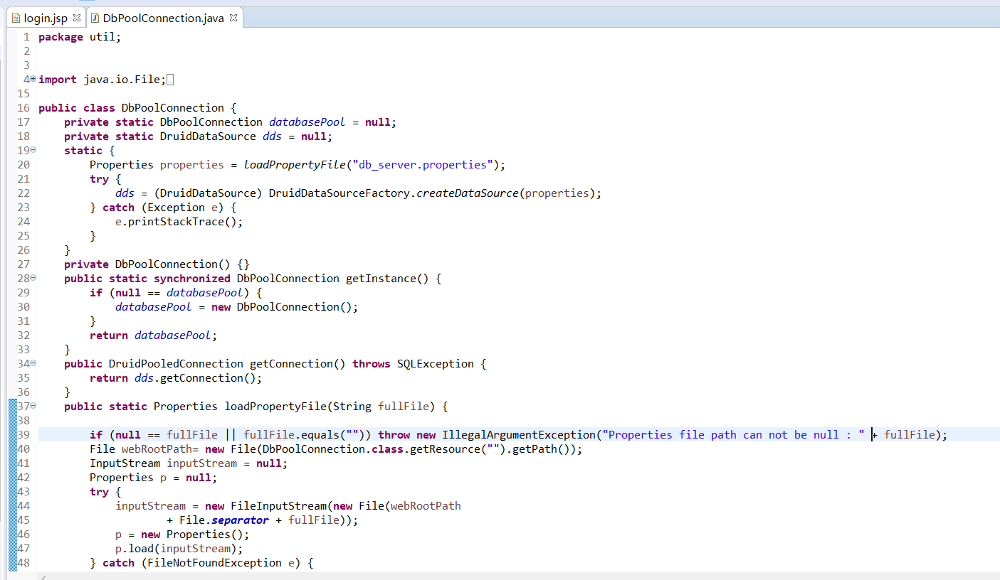 login.jsp DbPoolConnection.java
1 package util;
2
3
4 import java.io.File;
15
16 public class DbPoolConnection {
17 private static DbPoolConnection databasePool = null;
18 private static DruidDataSource dds = null;
19 static {
20 Properties properties = loadPropertyFile("db_server.properties");
21 try {
22 dds = (DruidDataSource) DruidDataSourceFactory.createDataSource(properties);
23 } catch (Exception e) {
24 e.printStackTrace();
25 }
26 }
27 private DbPoolConnection() {}
28 public static synchronized DbPoolConnection getInstance() {
29 if (null == databasePool) {
30 databasePool = new DbPoolConnection();
31 }
32 return databasePool;
33 }
34 public DruidPooledConnection getConnection() throws SQLException {
35 return dds.getConnection();
36 }
37 public static Properties loadPropertyFile(String fullFile) {
38
39 if (null == fullFile || fullFile.equals("")) throw new IllegalArgumentException("Properties file path can not be null : " + fullFile);
40 File webRootPath= new File(DbPoolConnection.class.getResource("").getPath());
41 InputStream inputStream = null;
42 Properties p = null;
43 try {
44 inputStream = new FileInputStream(new File(webRootPath
45 + File.separator + fullFile));
46 p = new Properties();
47 p.load(inputStream);
48 } catch (FileNotFoundException e) {